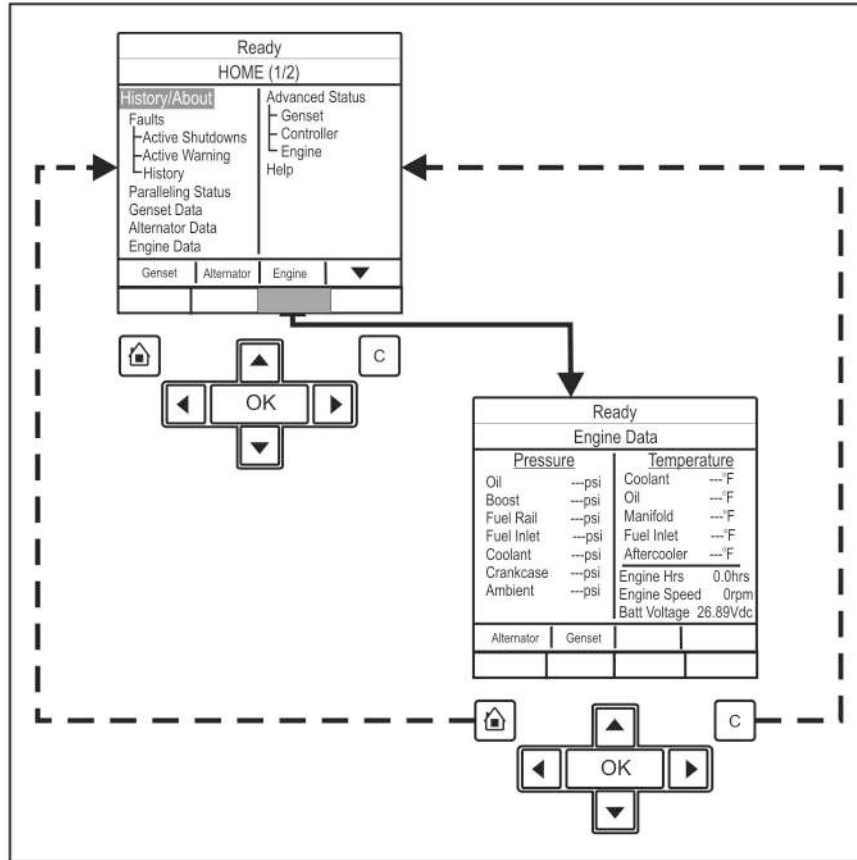 Ready
HOME (1/2)
History/About
Faults
Active Shutdowns
Active Warning
History
Paralleling Status
Genset Data
Alternator Data
Engine Data
Advanced Status
Genset
Controller
Engine
Help
Genset Alternator Engine
C
OK
Ready
Engine Data
Pressure
Oil ---psi
Boost ---psi
Fuel Rail ---psi
Fuel Inlet ---psi
Coolant ---psi
Crankcase ---psi
Ambient ---psi
Temperature
Coolant ---°F
Oil ---°F
Manifold ---°F
Fuel Inlet ---°F
Aftercooler ---°F
Engine Hrs 0.0hrs
Engine Speed 0rpm
Batt Voltage 26.89Vdc
Alternator Genset
C
OK